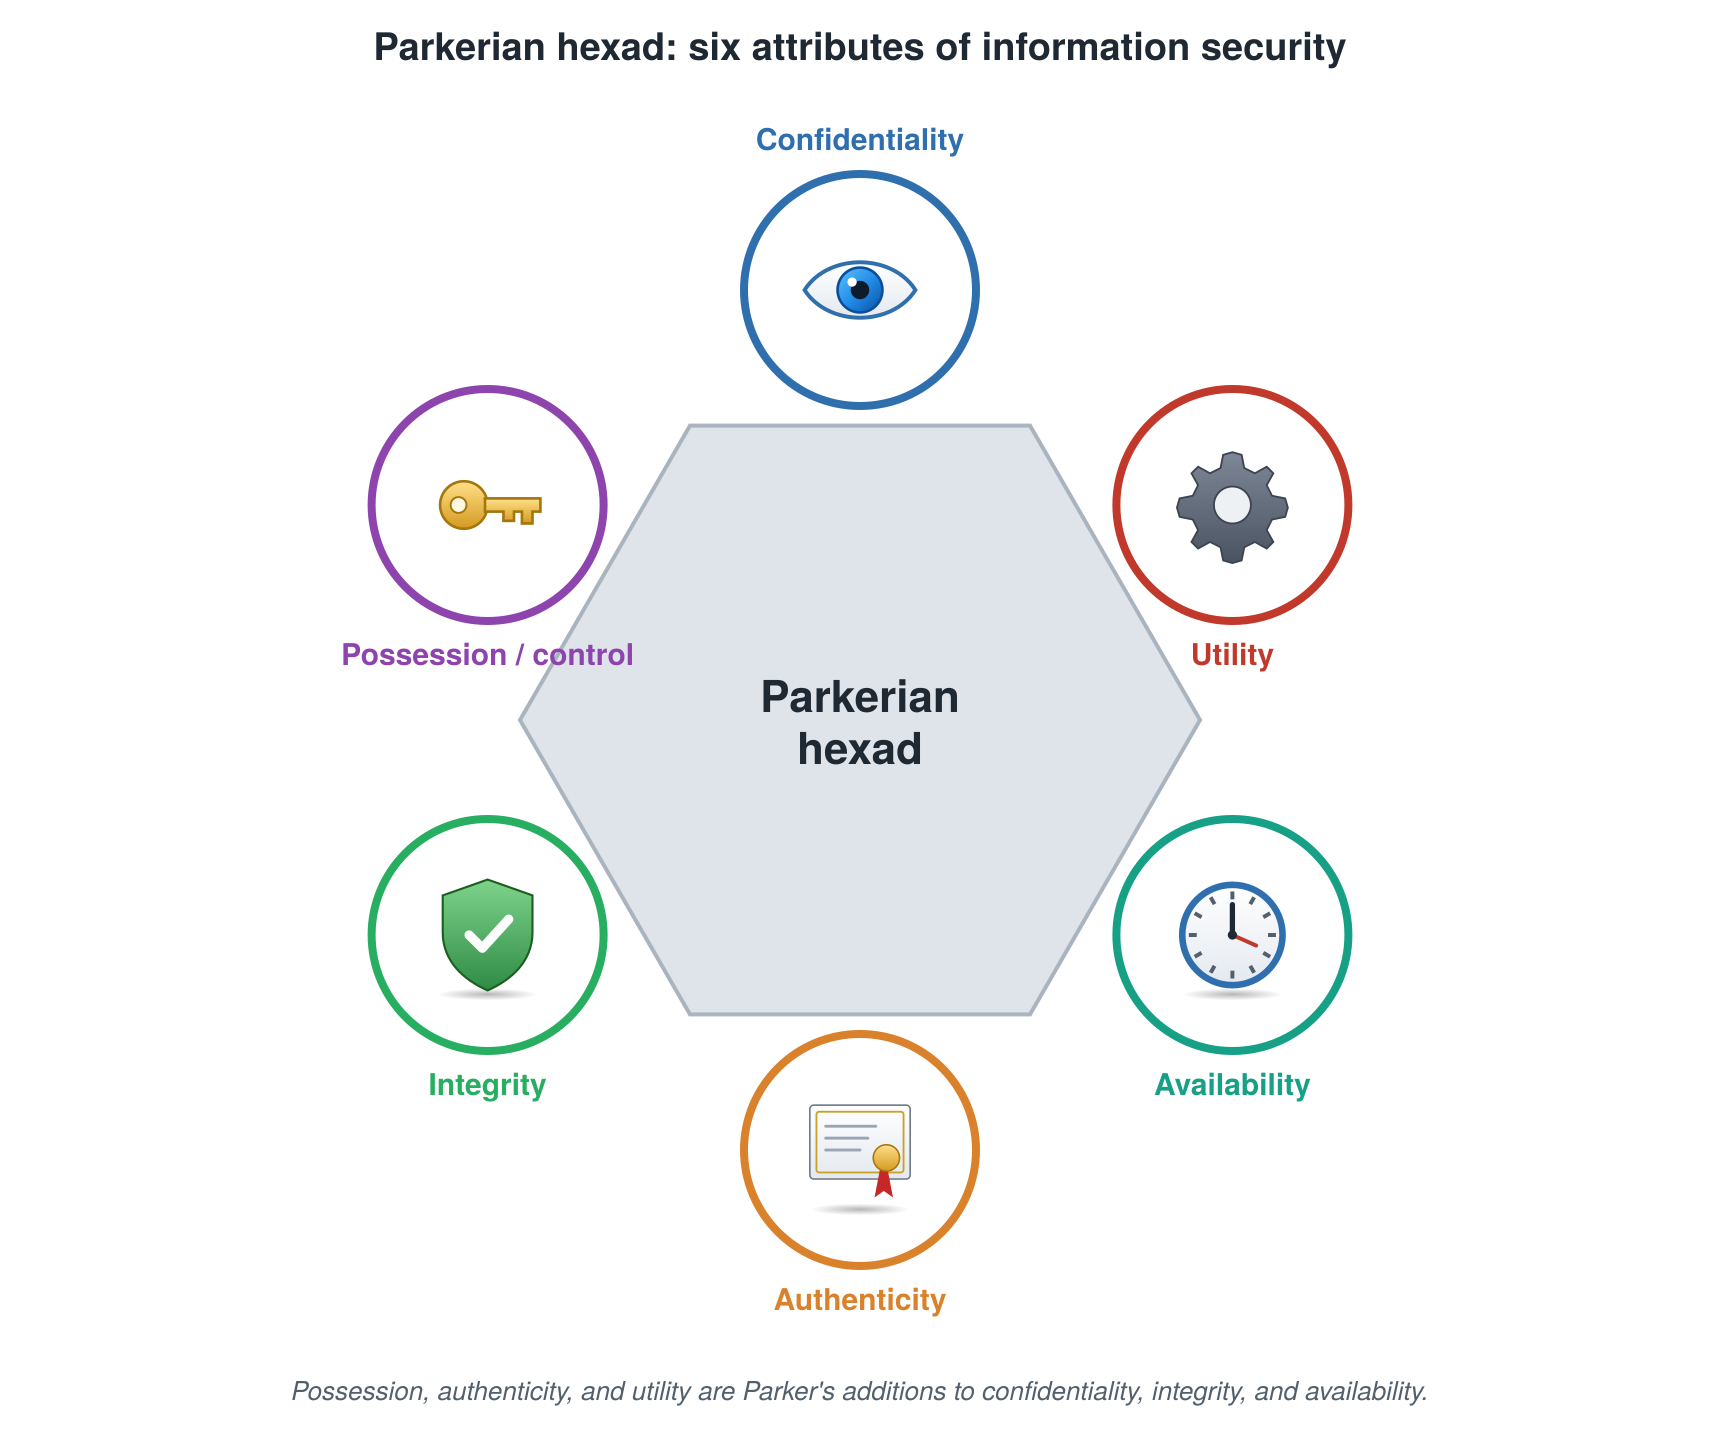 Parkerian hexad: six attributes of information security
Confidentiality
Possession / control
Utility
Parkerian
hexad
Integrity
Availability
Authenticity
Possession, authenticity, and utility are Parker's additions to confidentiality, integrity, and availability.